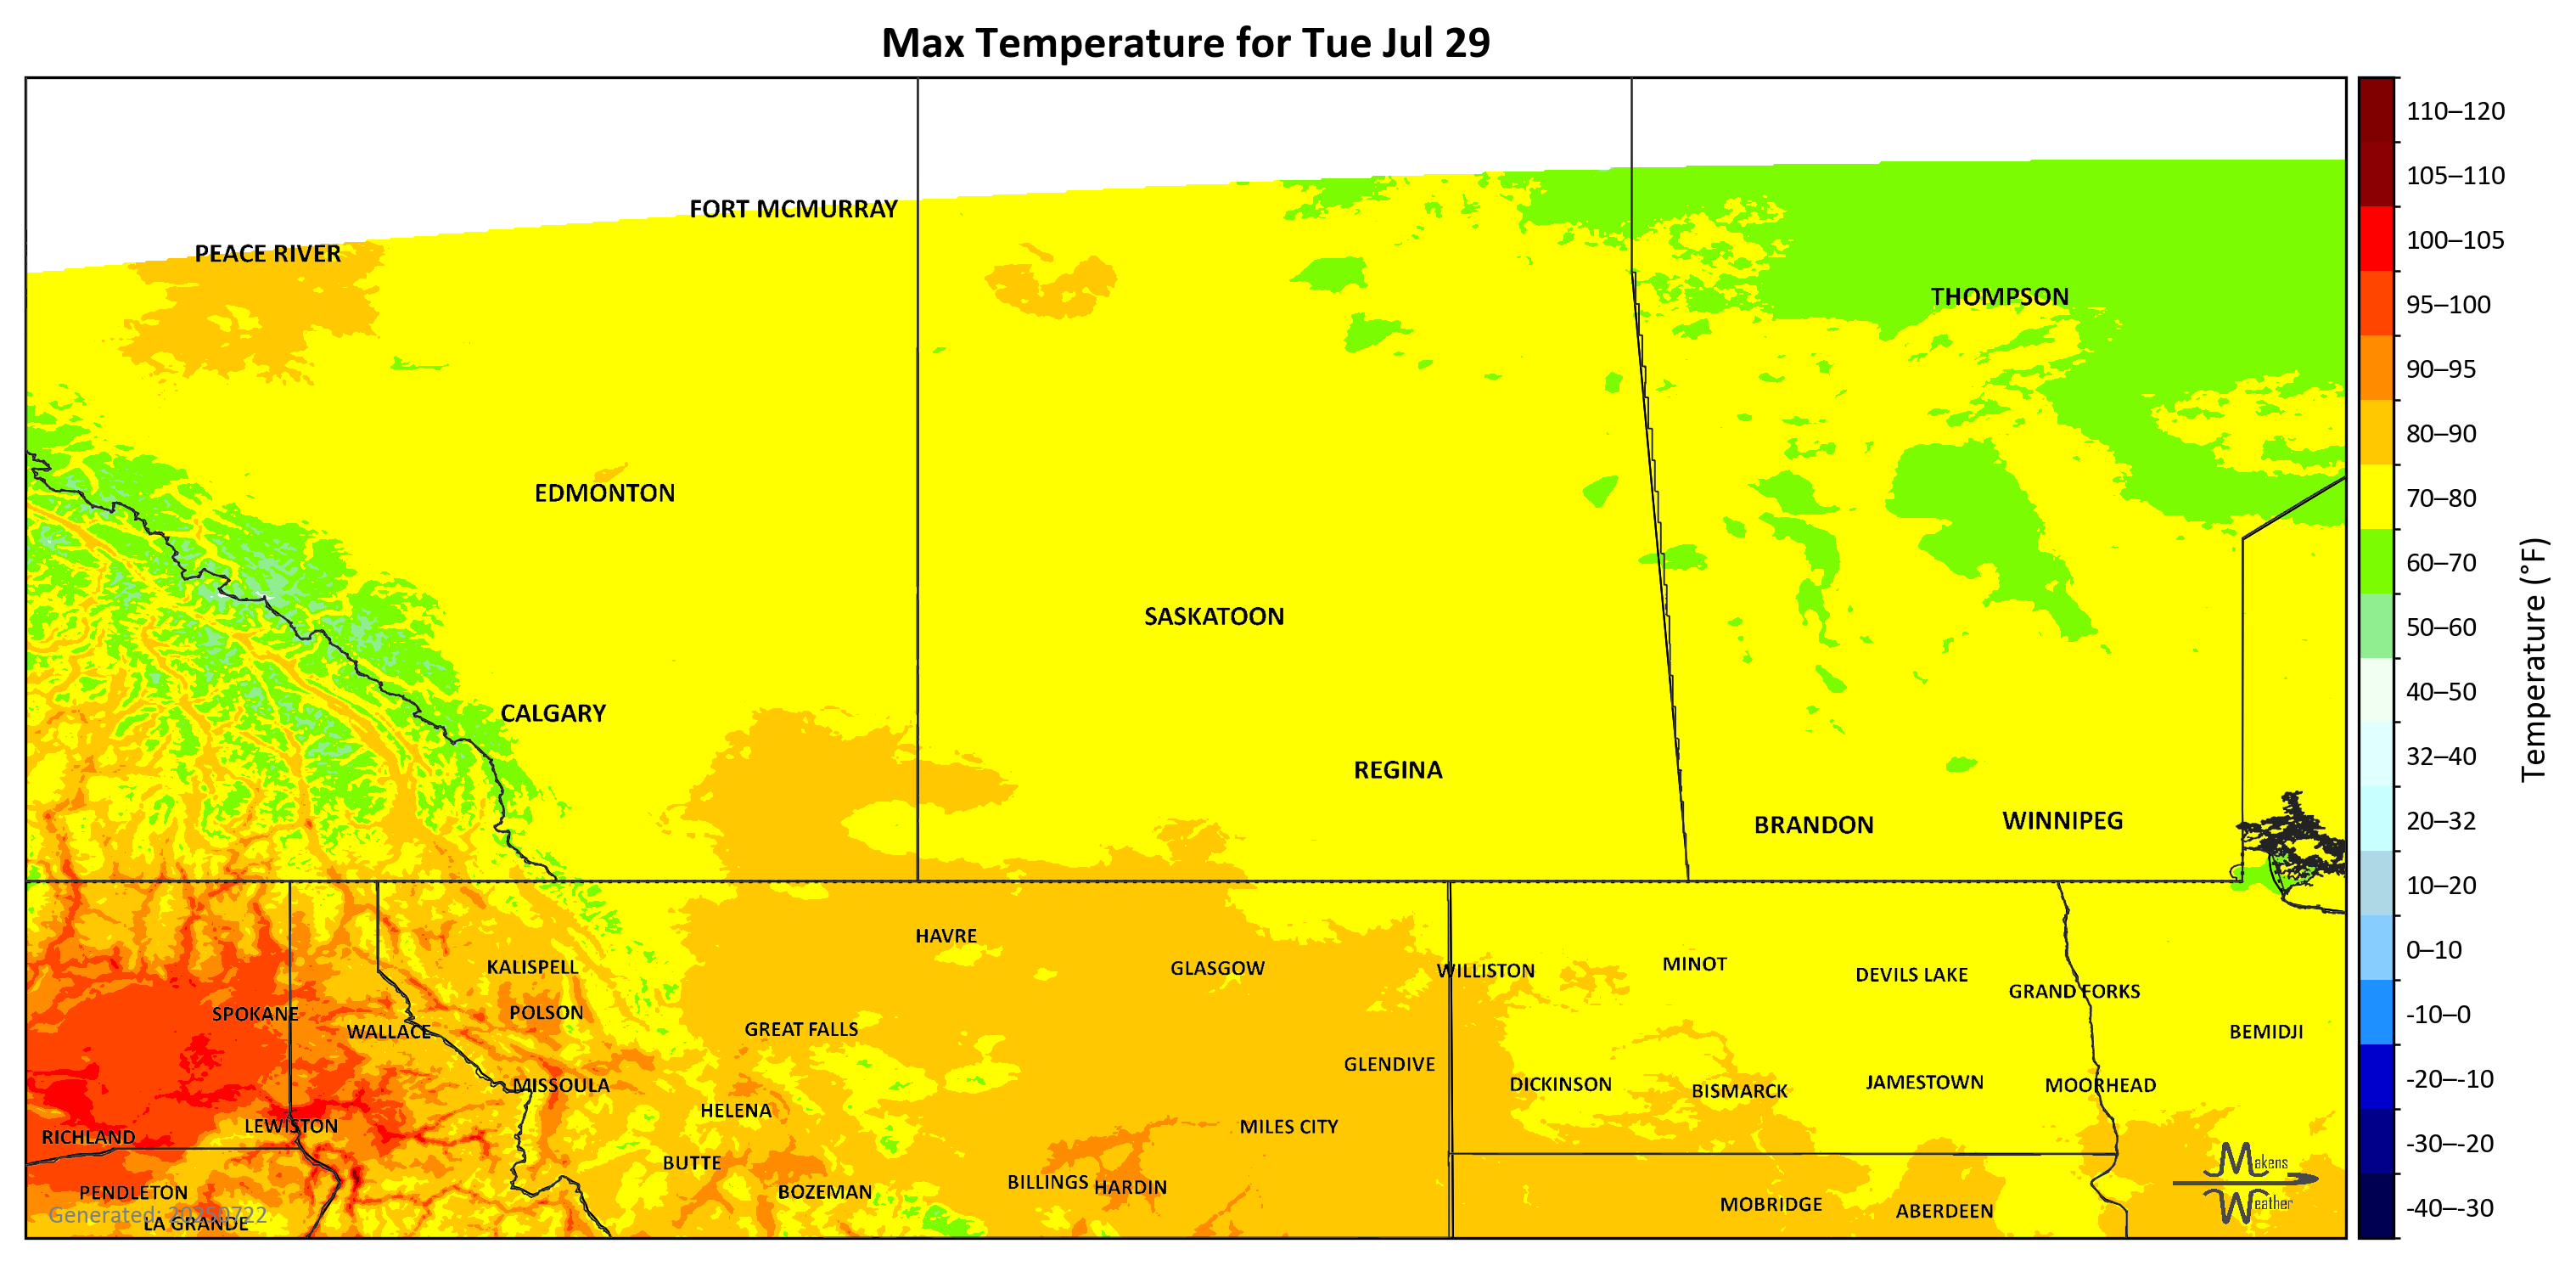 Max Temperature for Tue Jul 29
FORT MCMURRAY
PEACE RIVER
THOMPSON
EDMONTON
SASKATOON
CALGARY
REGINA
BRANDON
WINNIPEG
HAVRE
KALISPELL
GLASGOW
WILLISTON
MINOT
DEVILS LAKE
GRAND FORKS
SPOKANE
POLSON
WALLACE
GREAT FALLS
BEMIDJI
GLENDIVE
MISSOULA
DICKINSON
BISMARCK
JAMESTOWN
MOORHEAD
HELENA
LEWISTON
MILES CITY
RICHLAND
BUTTE
BILLINGS
HARDIN
BOZEMAN
PENDLETON
MOBRIDGE
ABERDEEN
Generated: 20250722
LA GRANDE
Makens
Weather
110–120
105–110
100–105
95–100
90–95
80–90
70–80
60–70
50–60
40–50
32–40
20–32
10–20
0–10
-10–0
-20–-10
-30–-20
-40–-30
Temperature (°F)